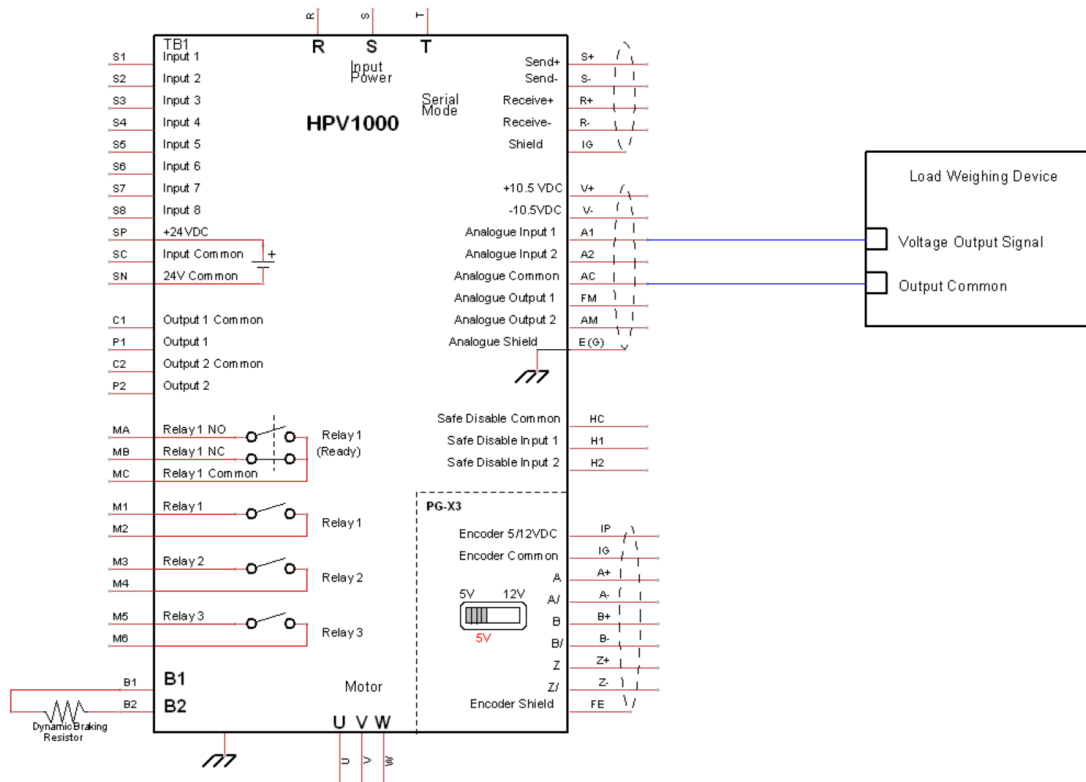 R
S
T
TB1
R
S
T
Input
Power
Serial
Mode
HPV1000
S1
Input 1
S2
Input 2
S3
Input 3
S4
Input 4
S5
Input 5
S6
Input 6
S7
Input 7
S8
Input 8
SP
+24VDC
SC
Input Common
+
SN
24V Common
C1
Output 1 Common
P1
Output 1
C2
Output 2 Common
P2
Output 2
MA
Relay 1 NO
MB
Relay 1 NC
MC
Relay 1 Common
Relay 1
(Ready)
M1
Relay 1
M2
Relay 1
M3
Relay 2
M4
Relay 2
M5
Relay 3
M6
Relay 3
B1
B1
B2
B2
Dynamic Braking
Resistor
Motor
U
V
W
U
V
W
Send+
S+
Send-
S-
Receive+
R+
Receive-
R-
Shield
IG
+10.5 VDC
V+
-10.5VDC
V-
Analogue Input 1
A1
Analogue Input 2
A2
Analogue Common
AC
Analogue Output 1
FM
Analogue Output 2
AM
Analogue Shield
E (G)
Safe Disable Common
HC
Safe Disable Input 1
H1
Safe Disable Input 2
H2
PG-X3
Encoder 5/12VDC
IP
Encoder Common
IG
A
A+
A/
A-
B
B+
B/
B-
Z
Z+
Z/
Z-
Encoder Shield
FE
5V
12V
5V
Load Weighing Device
Voltage Output Signal
Output Common